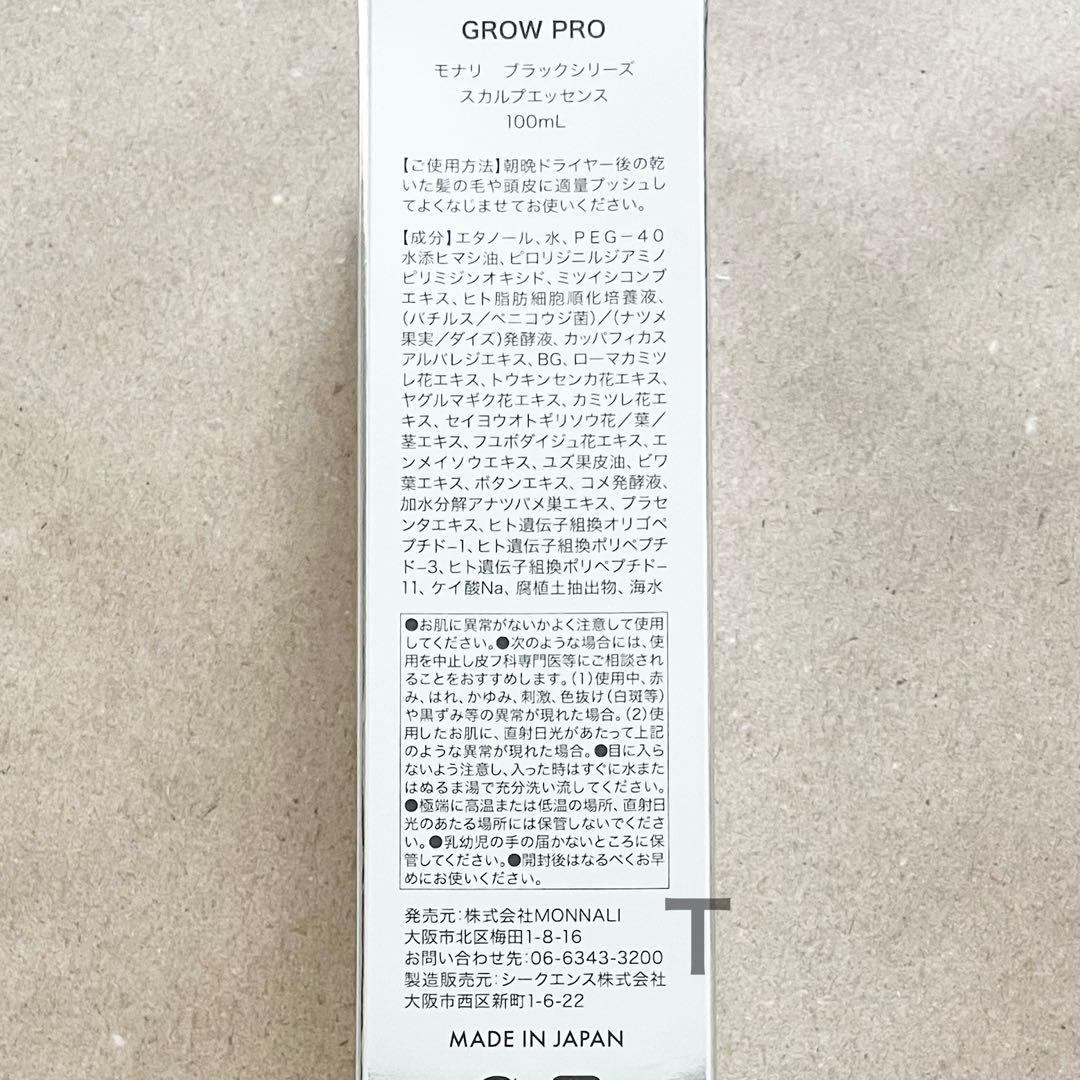 GROW PRO
モナリ　ブラックシリーズ
スカルプエッセンス
100mL
【ご使用方法】朝晩ドライヤー後の乾
いた髪の毛や頭皮に適量プッシュし
てよくなじませてお使いください。
【成分】エタノール、水、PEG−40
水添ヒマシ油、ピロリジニルジアミノ
ピリミジンオキシド、ミツイシコンブ
エキス、ヒト脂肪細胞順化培養液、
(バチルス／ベニコウジ菌)／(ナツメ
果実／ダイズ)発酵液、カッパフィカス
アルバレジエキス、BG、ローマカミツ
レ花エキス、トウキンセンカ花エキス、
ヤグルマギク花エキス、カミツレ花エ
キス、セイヨウオトギリソウ花／葉／
茎エキス、フユボダイジュ花エキス、エ
ンメイソウエキス、ユズ果皮油、ビワ
葉エキス、ボタンエキス、コメ発酵液、
加水分解アナツバメ巣エキス、プラセ
ンタエキス、ヒト遺伝子組換オリゴペ
プチド−1、ヒト遺伝子組換ポリペプチ
ド−3、ヒト遺伝子組換ポリペプチド−
11、ケイ酸Na、腐植土抽出物、海水
●お肌に異常がないかよく注意して使用
してください。●次のような場合には、使
用を中止し皮フ科専門医等にご相談され
ることをおすすめします。(1)使用中、赤
み、はれ、かゆみ、刺激、色抜け(白斑等)
や黒ずみ等の異常が現れた場合。(2)使
用したお肌に、直射日光があたって上記
のような異常が現れた場合。●目に入ら
ないよう注意し、入った時はすぐに水また
はぬるま湯で充分洗い流してください。
●極端に高温または低温の場所、直射日
光のあたる場所には保管しないでくださ
い。●乳幼児の手の届かないところに保
管してください。●開封後はなるべくお早
めにお使いください。
発売元：株式会社MONNALI
大阪市北区梅田1-8-16
お問い合わせ先：06-6343-3200
製造販売元：シークエンス株式会社
大阪市西区新町1-6-22
T
MADE IN JAPAN